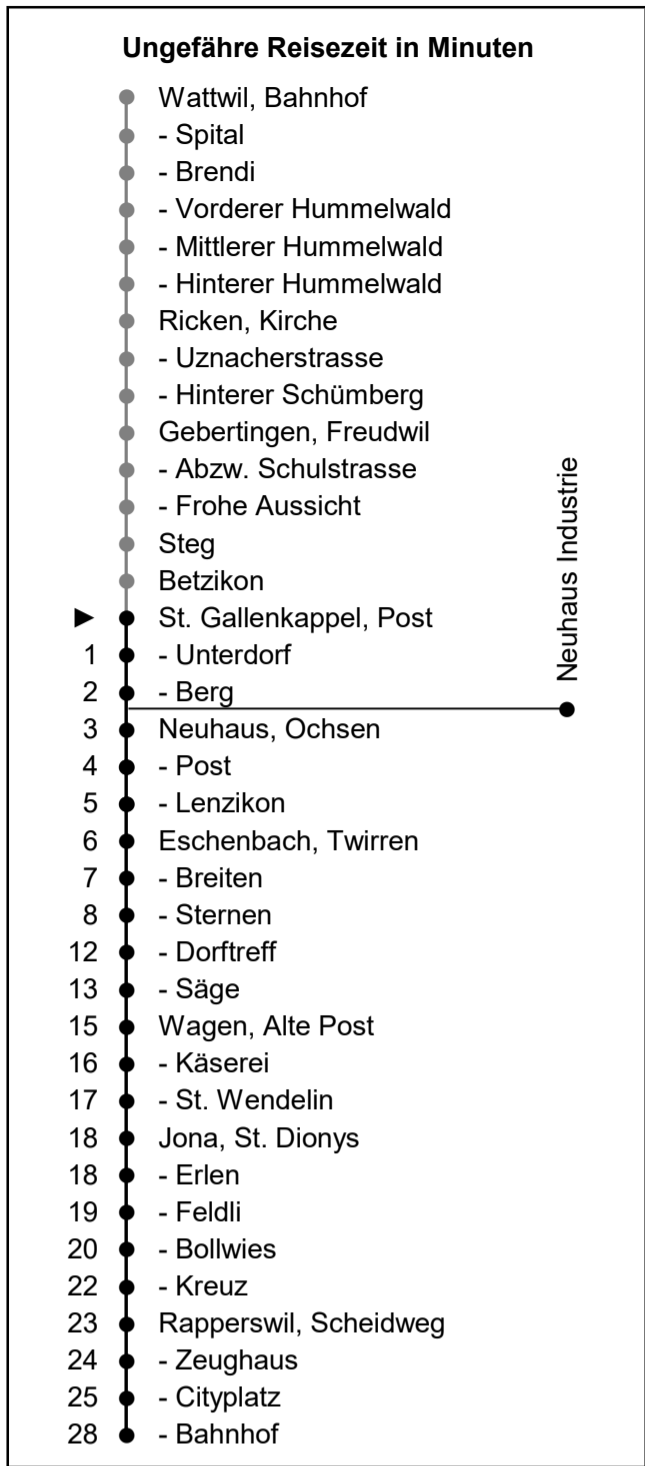 Ungefähre Reisezeit in Minuten
Wattwil, Bahnhof
- Spital
- Brendi
- Vorderer Hummelwald
- Mittlerer Hummelwald
- Hinterer Hummelwald
Ricken, Kirche
- Uznacherstrasse
- Hinterer Schümberg
Gebertingen, Freudwil
- Abzw. Schulstrasse
- Frohe Aussicht
Steg
Betzikon
► St. Gallenkappel, Post
1 - Unterdorf
2 - Berg
Neuhaus Industrie
3 Neuhaus, Ochsen
4 - Post
5 - Lenzikon
6 Eschenbach, Twirren
7 - Breiten
8 - Sternen
12 - Dorftreff
13 - Säge
15 Wagen, Alte Post
16 - Käserei
17 - St. Wendelin
18 Jona, St. Dionys
18 - Erlen
19 - Feldli
20 - Bollwies
22 - Kreuz
23 Rapperswil, Scheidweg
24 - Zeughaus
25 - Cityplatz
28 - Bahnhof